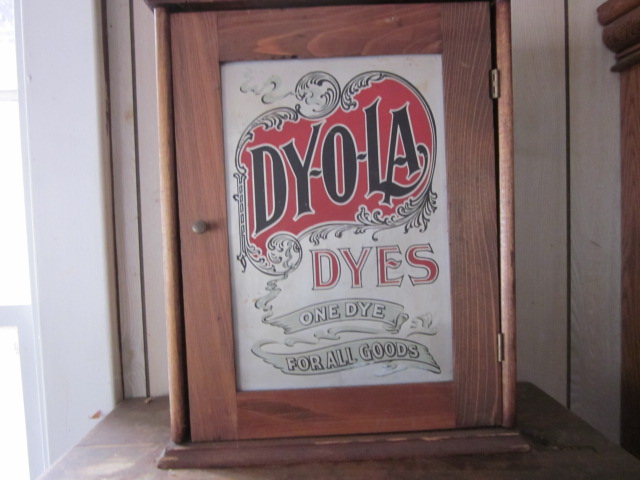 DY-O-LA
DYES
ONE DYE
FOR ALL GOODS